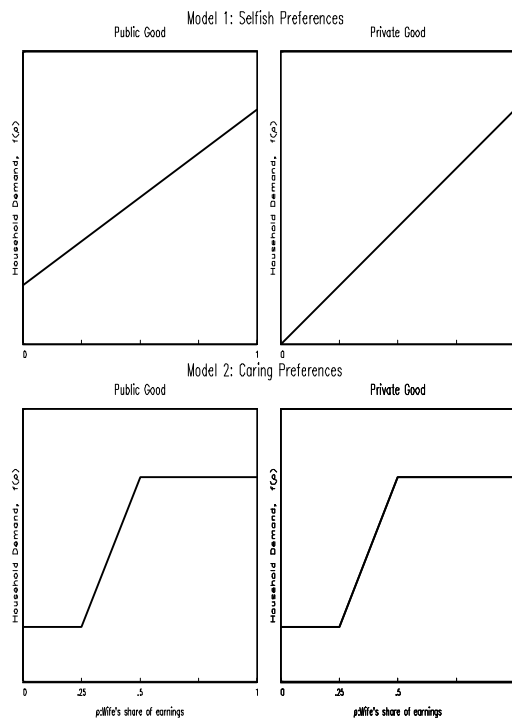 Model 1: Selfish Preferences
Public Good
Private Good
Household Demand, f(ρ)
Household Demand, f(ρ)
0
1
0
Model 2: Caring Preferences
Public Good
Private Good
Household Demand, f(ρ)
Household Demand, f(ρ)
0
.25
.5
1
0
.25
.5
ρ:Wife's share of earnings
ρ:Wife's share of earnings